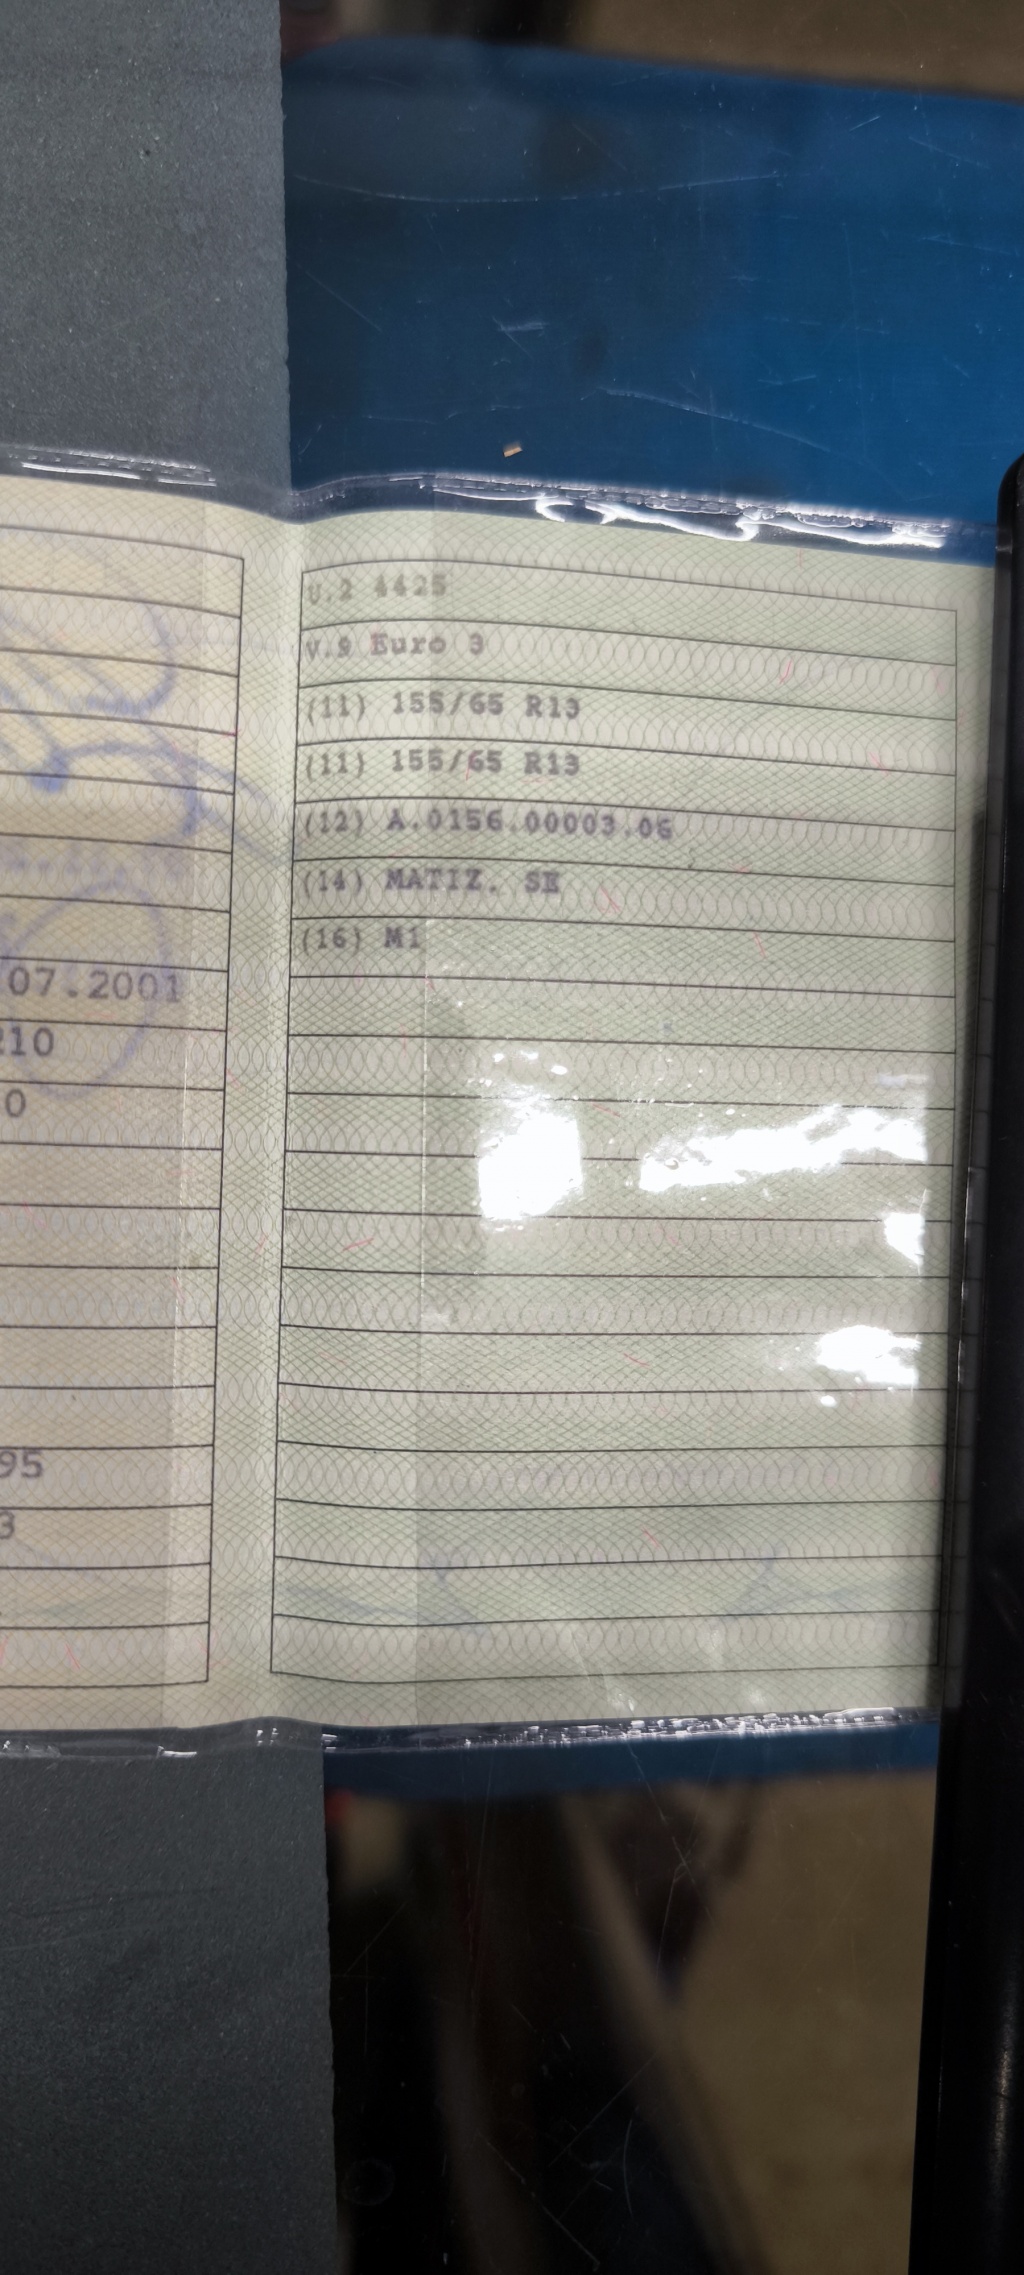 07.2001
210
0
95
3
U.2 4425
V.9 Euro 3
(11) 155/65 R13
(11) 155/65 R13
(12) A.0156.00003.06
(14) MATIZ. SE
(16) M1